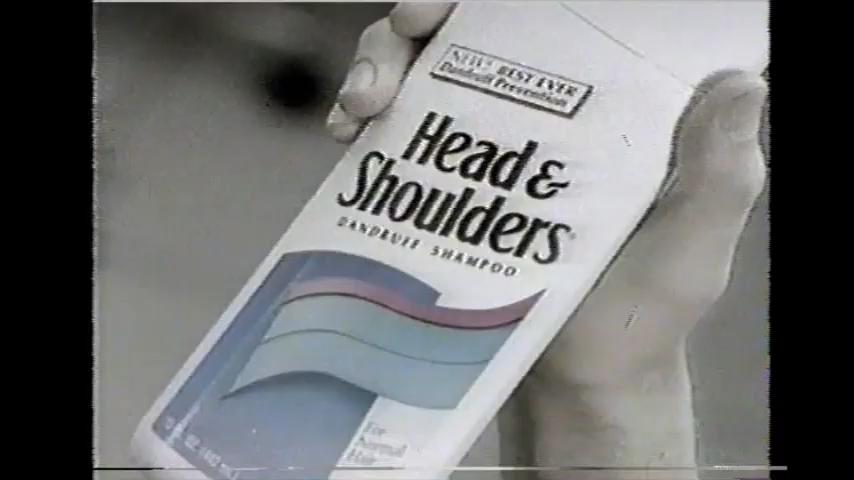 NEW! BEST EVER
Dandruff Prevention
Head &
Shoulders®
DANDRUFF SHAMPOO
For
Normal
Hair